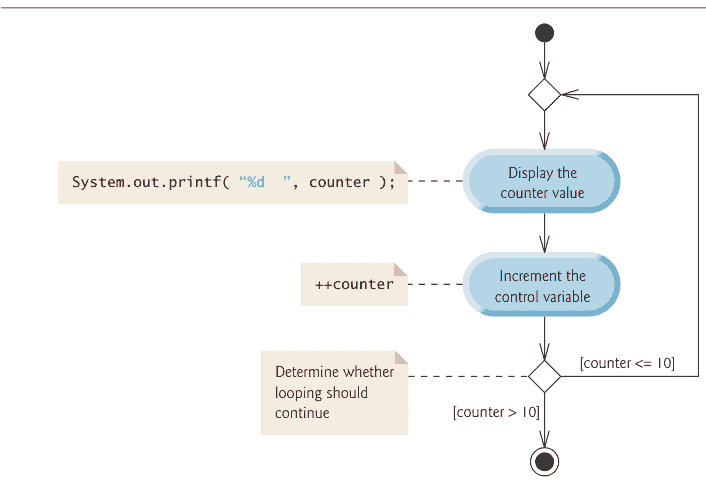 Display the
counter value
System.out.printf( “%d  ”, counter );
Increment the
control variable
++counter
Determine whether
looping should
continue
[counter <= 10]
[counter > 10]